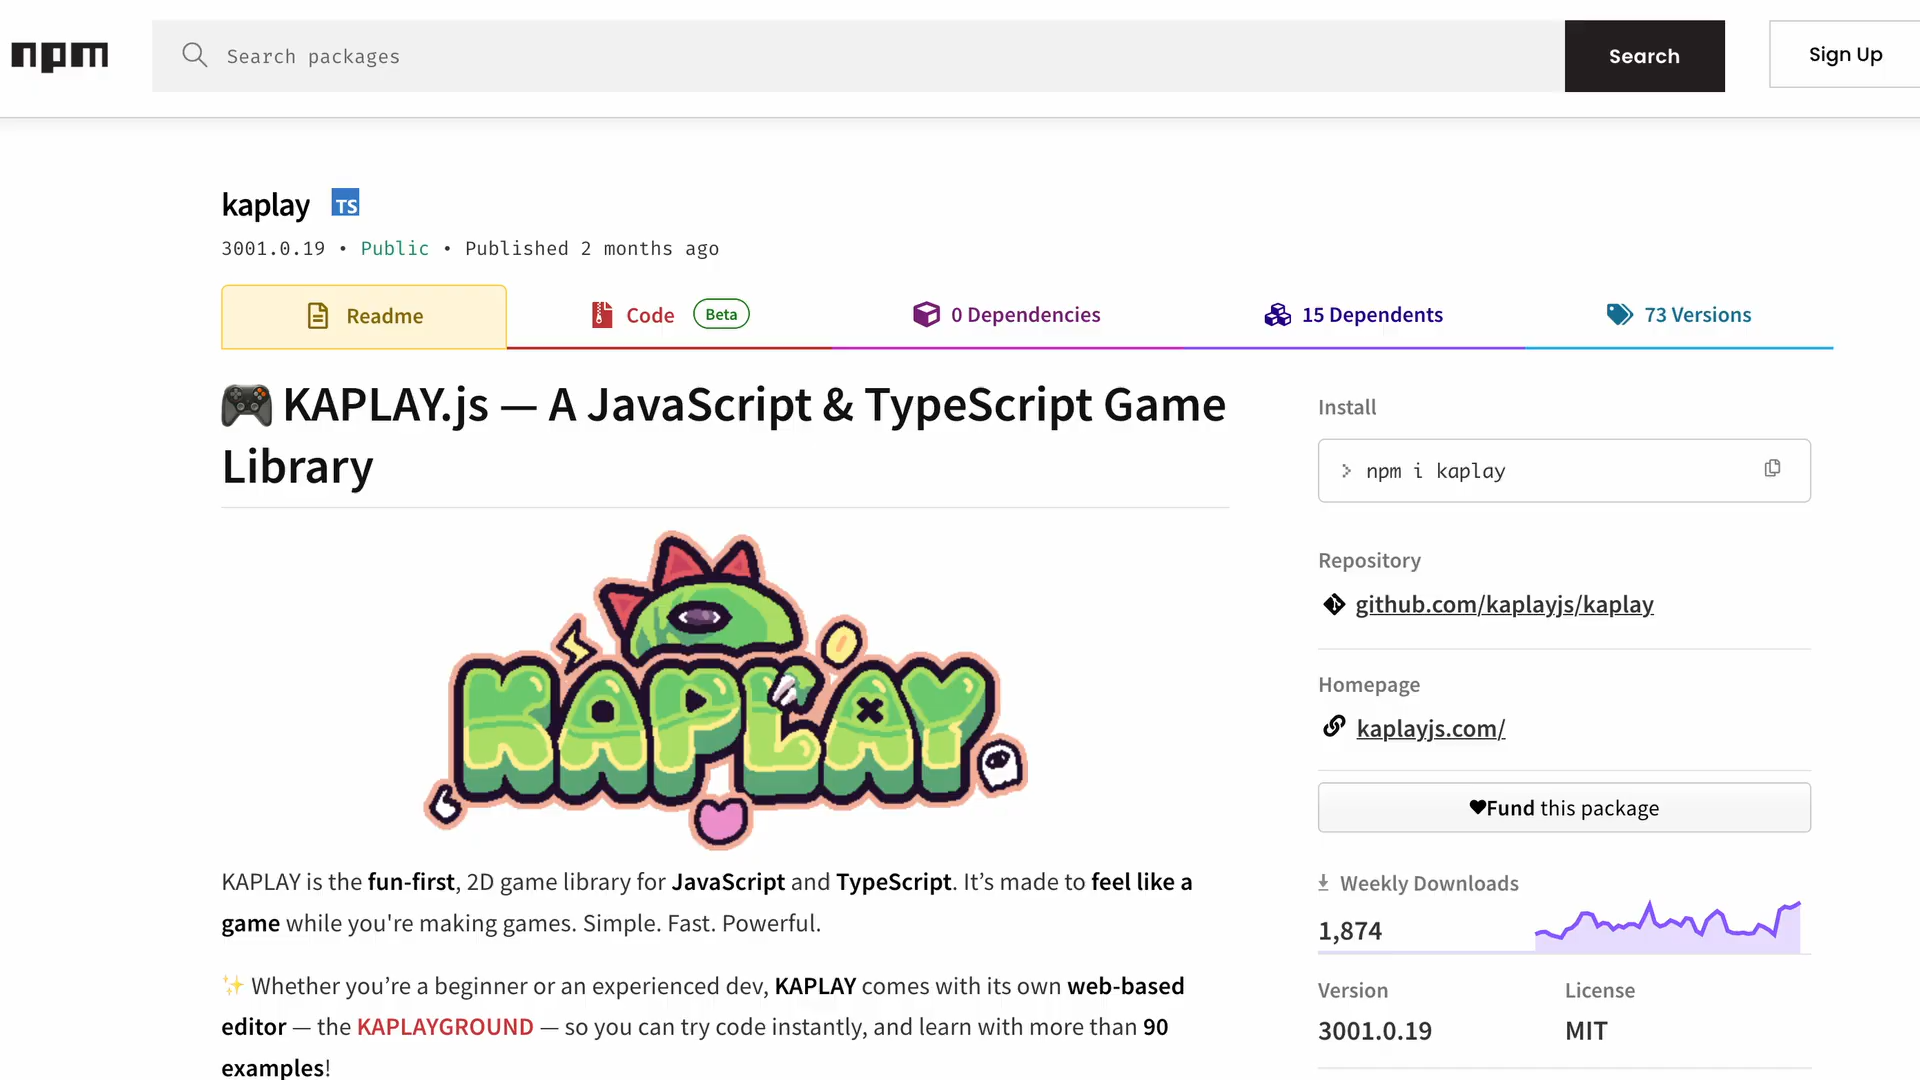 npm
Search packages
Search
Sign Up
kaplay TS
3001.0.19 • Public • Published 2 months ago
Readme
Code Beta
0 Dependencies
15 Dependents
73 Versions
🎮 KAPLAY.js — A JavaScript & TypeScript Game
Library
KAPLAY
KAPLAY is the fun-first, 2D game library for JavaScript and TypeScript. It’s made to feel like a
game while you're making games. Simple. Fast. Powerful.
✨ Whether you’re a beginner or an experienced dev, KAPLAY comes with its own web-based
editor — the KAPLAYGROUND — so you can try code instantly, and learn with more than 90
examples!
Install
> npm i kaplay
Repository
github.com/kaplayjs/kaplay
Homepage
kaplayjs.com/
♥Fund this package
Weekly Downloads
1,874
Version
3001.0.19
License
MIT